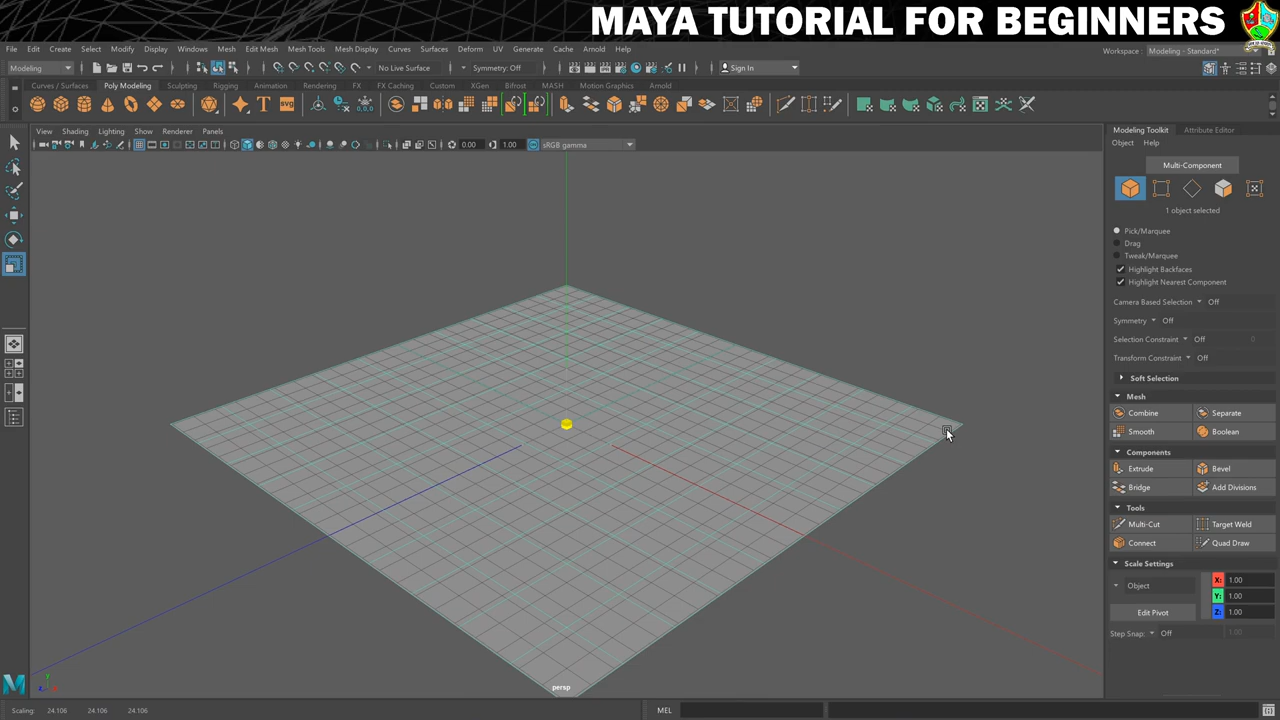 MAYA TUTORIAL FOR BEGINNERS
File Edit Create Select Modify Display Windows Mesh Edit Mesh Mesh Tools Mesh Display Curves Surfaces Deform UV Generate Cache Arnold Help
Workspace : Modeling - Standard*
Modeling No Live Surface Symmetry: Off Sign In
Curves / Surfaces Poly Modeling Sculpting Rigging Animation Rendering FX FX Caching Custom XGen Bifrost MASH Motion Graphics Arnold
View Shading Lighting Show Renderer Panels
0.00 1.00 sRGB gamma
Modeling Toolkit Attribute Editor
Object Help
Multi-Component
1 object selected
Pick/Marquee
Drag
Tweak/Marquee
Highlight Backfaces
Highlight Nearest Component
Camera Based Selection Off
Symmetry Off
Selection Constraint Off 0
Transform Constraint Off
Soft Selection
Mesh
Combine Separate
Smooth Boolean
Components
Extrude Bevel
Bridge Add Divisions
Tools
Multi-Cut Target Weld
Connect Quad Draw
Scale Settings
Object X: 1.00
Y: 1.00
Edit Pivot Z: 1.00
Step Snap: Off 1.00
persp
Scaling: 24.106 24.106 24.106 MEL